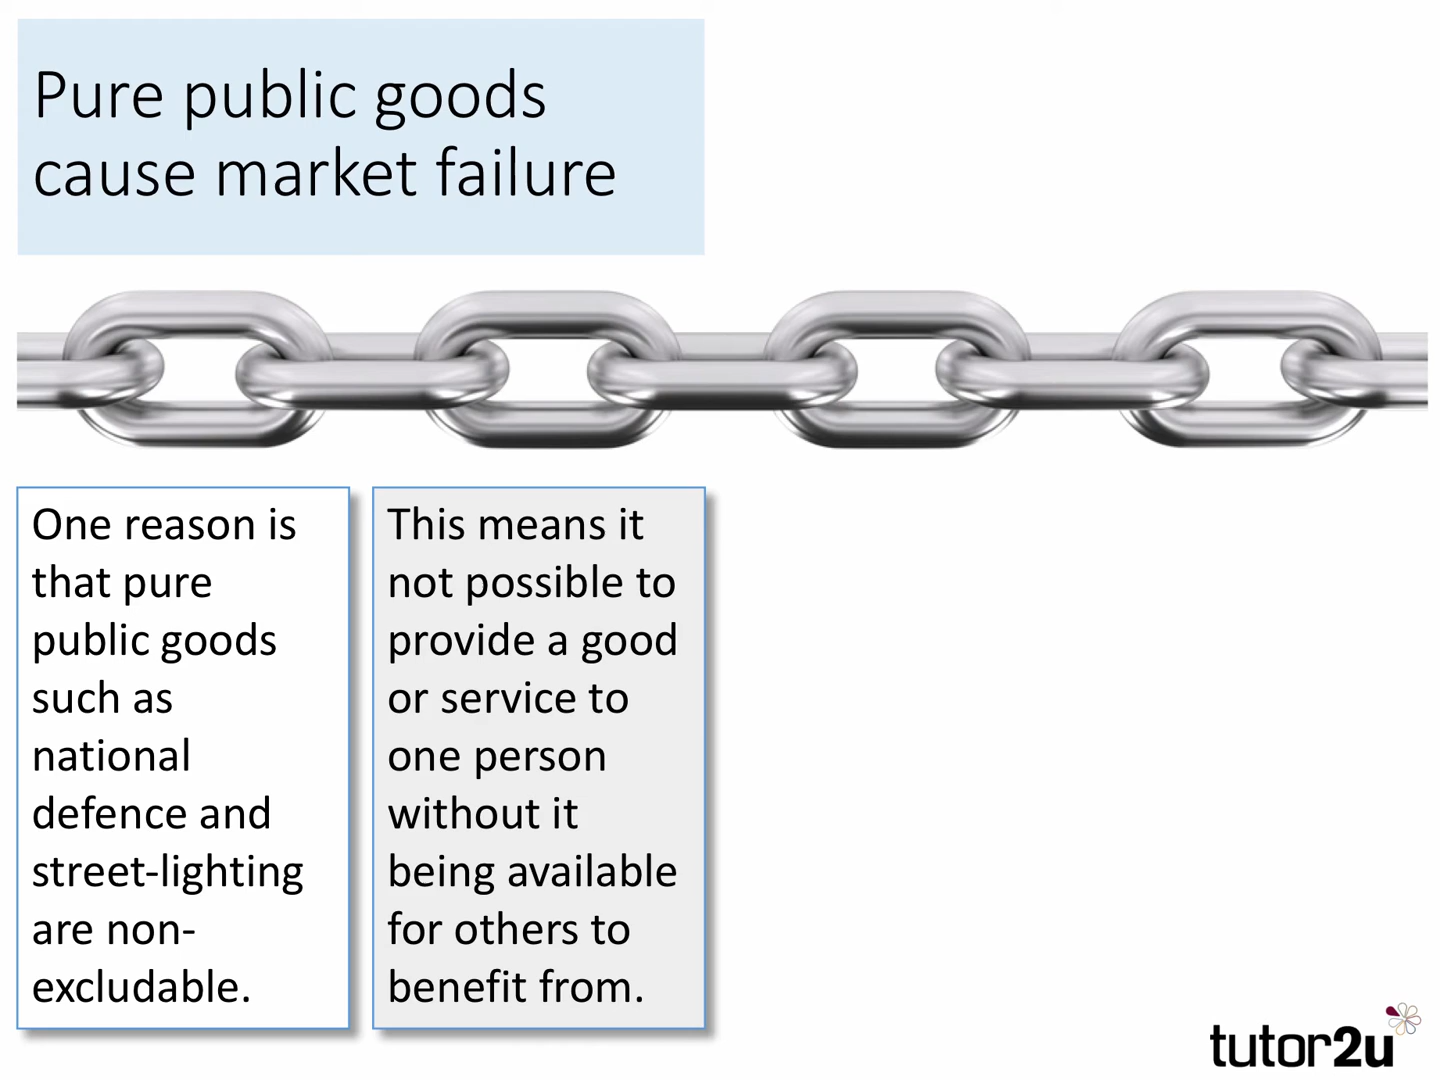 Pure public goods
cause market failure
One reason is
that pure
public goods
such as
national
defence and
street-lighting
are non-
excludable.
This means it
not possible to
provide a good
or service to
one person
without it
being available
for others to
benefit from.
tutor2u